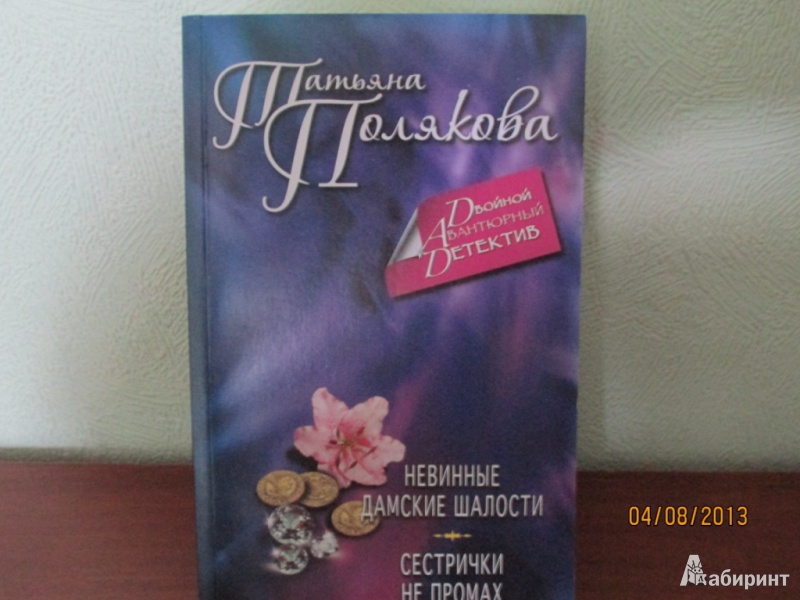 Татьяна
Полякова
Двойной
Авантюрный
Детектив
НЕВИННЫЕ
ДАМСКИЕ ШАЛОСТИ
СЕСТРИЧКИ
НЕ ПРОМАХ
04/08/2013
Лабиринт